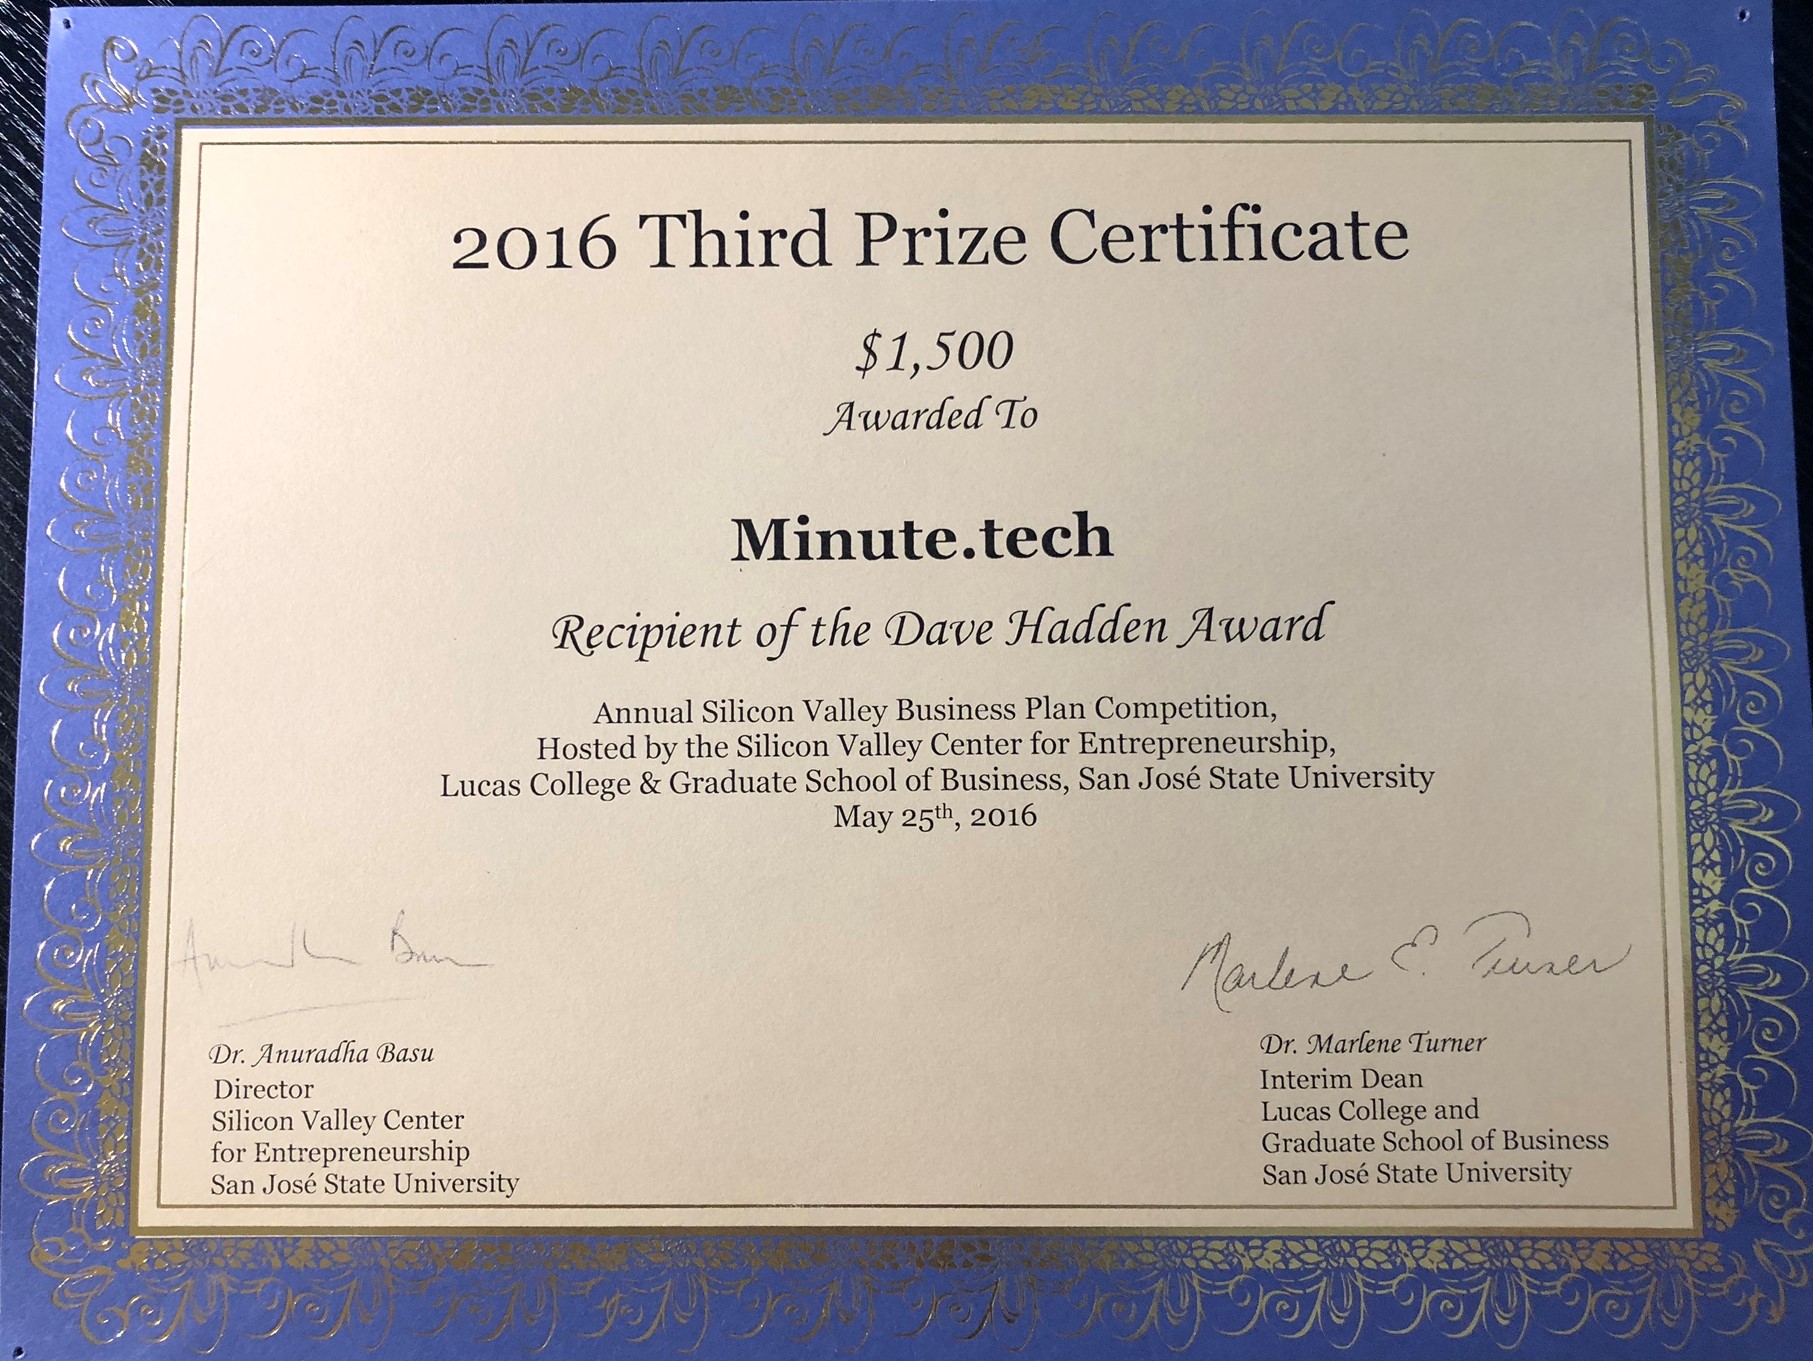 2016 Third Prize Certificate
$1,500
Awarded To
Minute.tech
Recipient of the Dave Hadden Award
Annual Silicon Valley Business Plan Competition,
Hosted by the Silicon Valley Center for Entrepreneurship,
Lucas College & Graduate School of Business, San José State University
May 25th, 2016
Anuradha Basu
Marlene E. Turner
Dr. Anuradha Basu
Director
Silicon Valley Center
for Entrepreneurship
San José State University
Dr. Marlene Turner
Interim Dean
Lucas College and
Graduate School of Business
San José State University